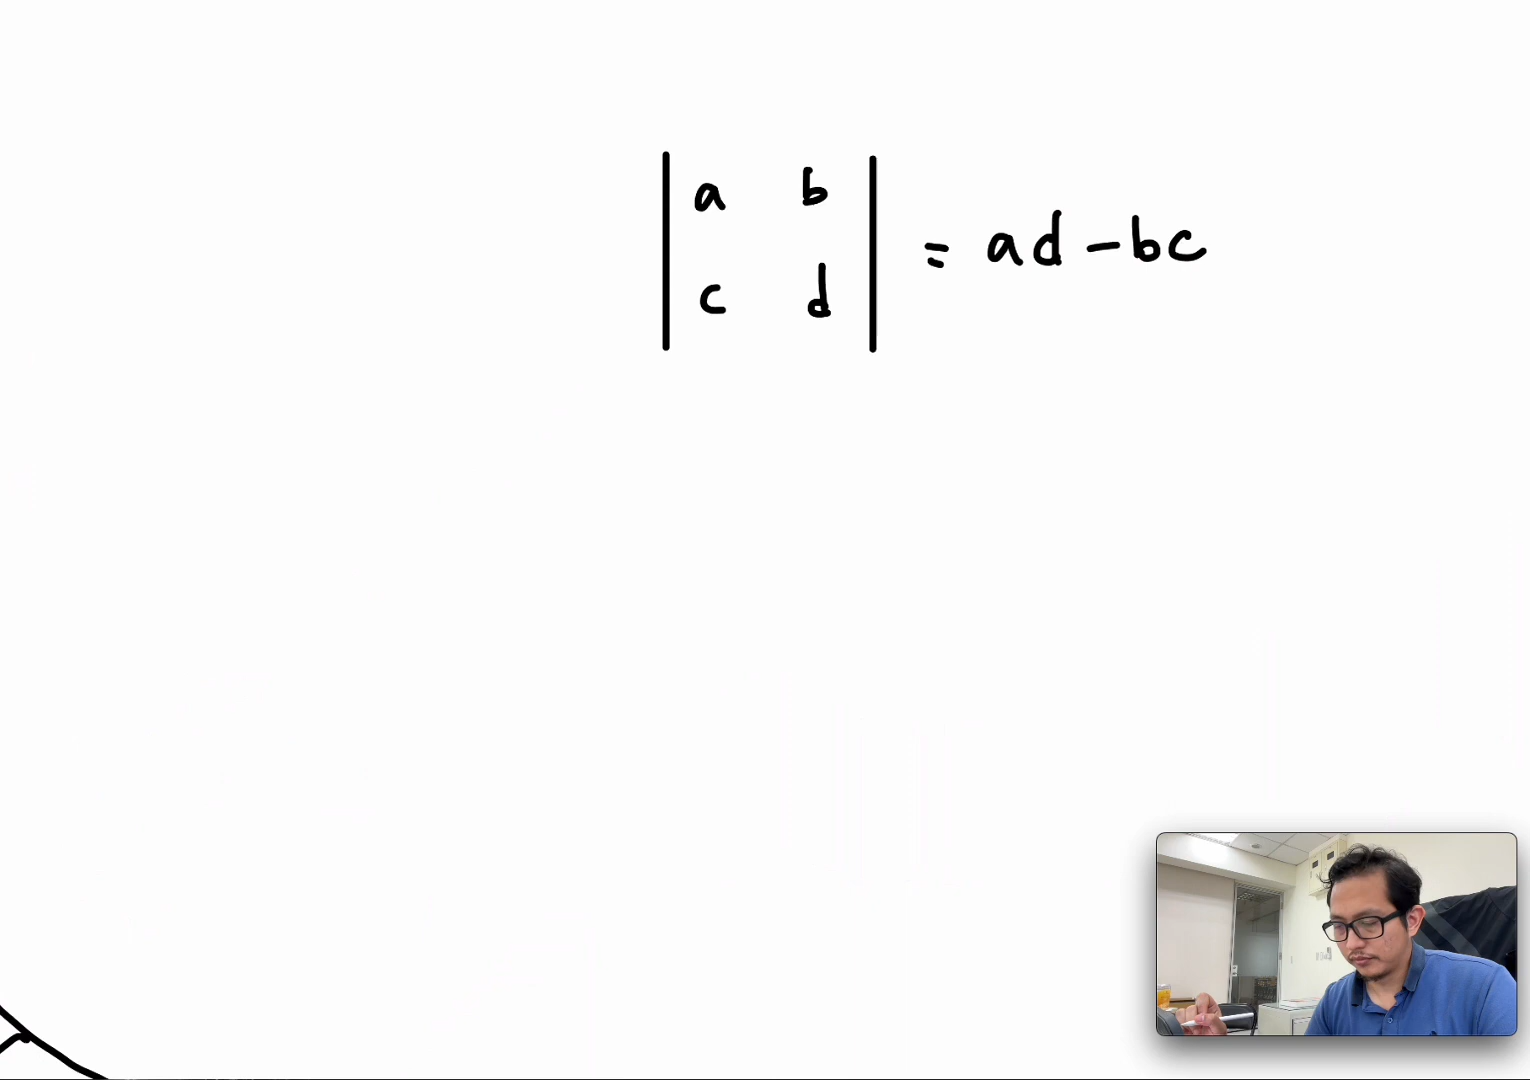 | a b |
| c d | = ad - bc